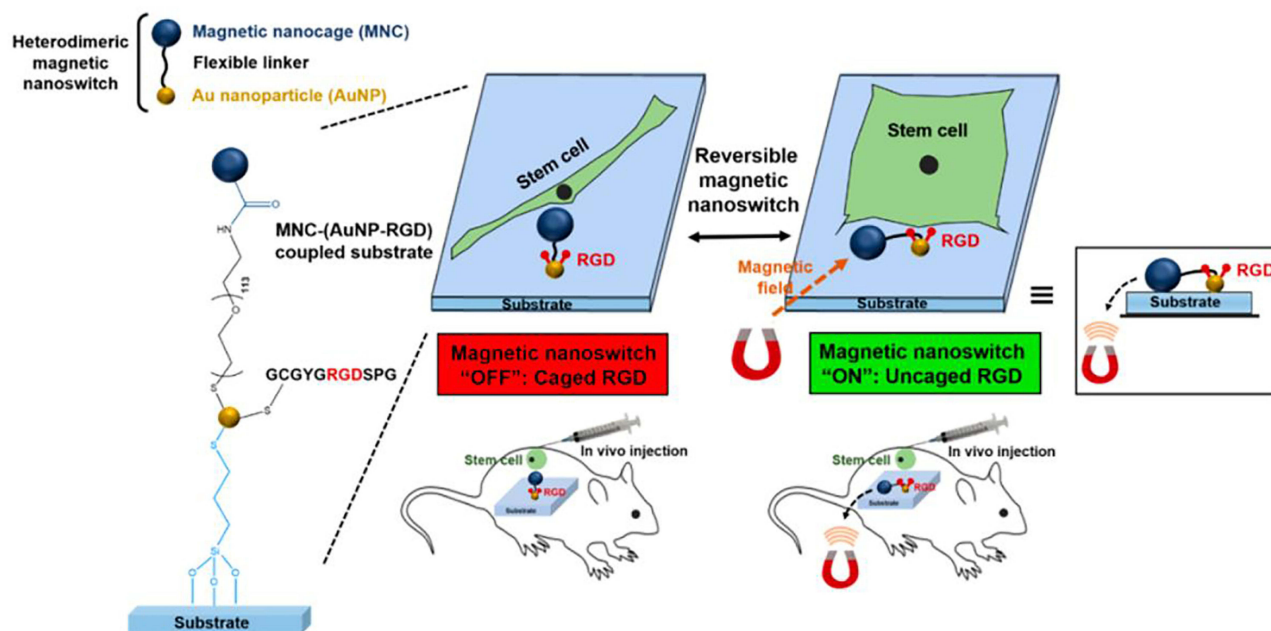 Heterodimeric
magnetic
nanoswitch
Magnetic nanocage (MNC)
Flexible linker
Au nanoparticle (AuNP)
O
HN
113
O
S
S
GCGYGRGDSPG
S
Si
O
O
O
Substrate
MNC-(AuNP-RGD)
coupled substrate
Stem cell
RGD
Substrate
Reversible
magnetic
nanoswitch
Stem cell
RGD
Magnetic
field
Substrate
≡
RGD
Substrate
Magnetic nanoswitch
“OFF”: Caged RGD
Magnetic nanoswitch
“ON”: Uncaged RGD
In vivo injection
Stem cell
RGD
Substrate
In vivo injection
Stem cell
RGD
Substrate